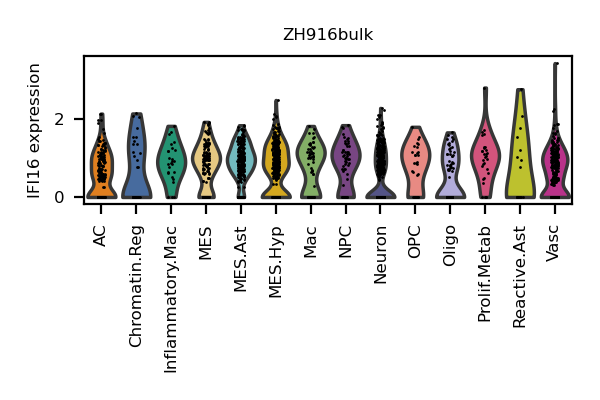 ZH916bulk
IFI16 expression
2
0
AC
Chromatin.Reg
Inflammatory.Mac
MES
MES.Ast
MES.Hyp
Mac
NPC
Neuron
OPC
Oligo
Prolif.Metab
Reactive.Ast
Vasc